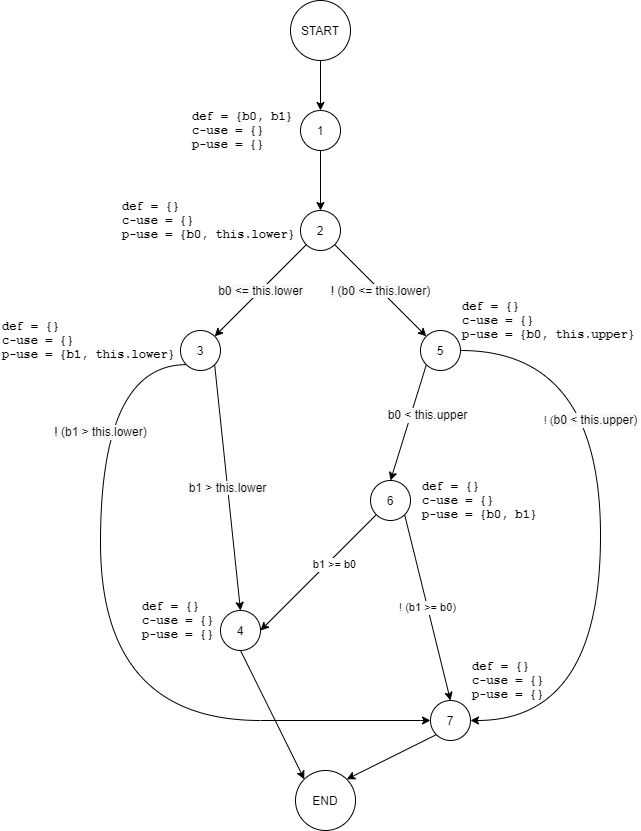 START
def = {b0, b1}
c-use = {}
p-use = {}
1
def = {}
c-use = {}
p-use = {b0, this.lower}
2
b0 <= this.lower
! (b0 <= this.lower)
def = {}
c-use = {}
p-use = {b1, this.lower}
3
def = {}
c-use = {}
p-use = {b0, this.upper}
5
! (b1 > this.lower)
b0 < this.upper
! (b0 < this.upper)
b1 > this.lower
6
def = {}
c-use = {}
p-use = {b0, b1}
b1 >= b0
! (b1 >= b0)
def = {}
c-use = {}
p-use = {}
4
def = {}
c-use = {}
p-use = {}
7
END